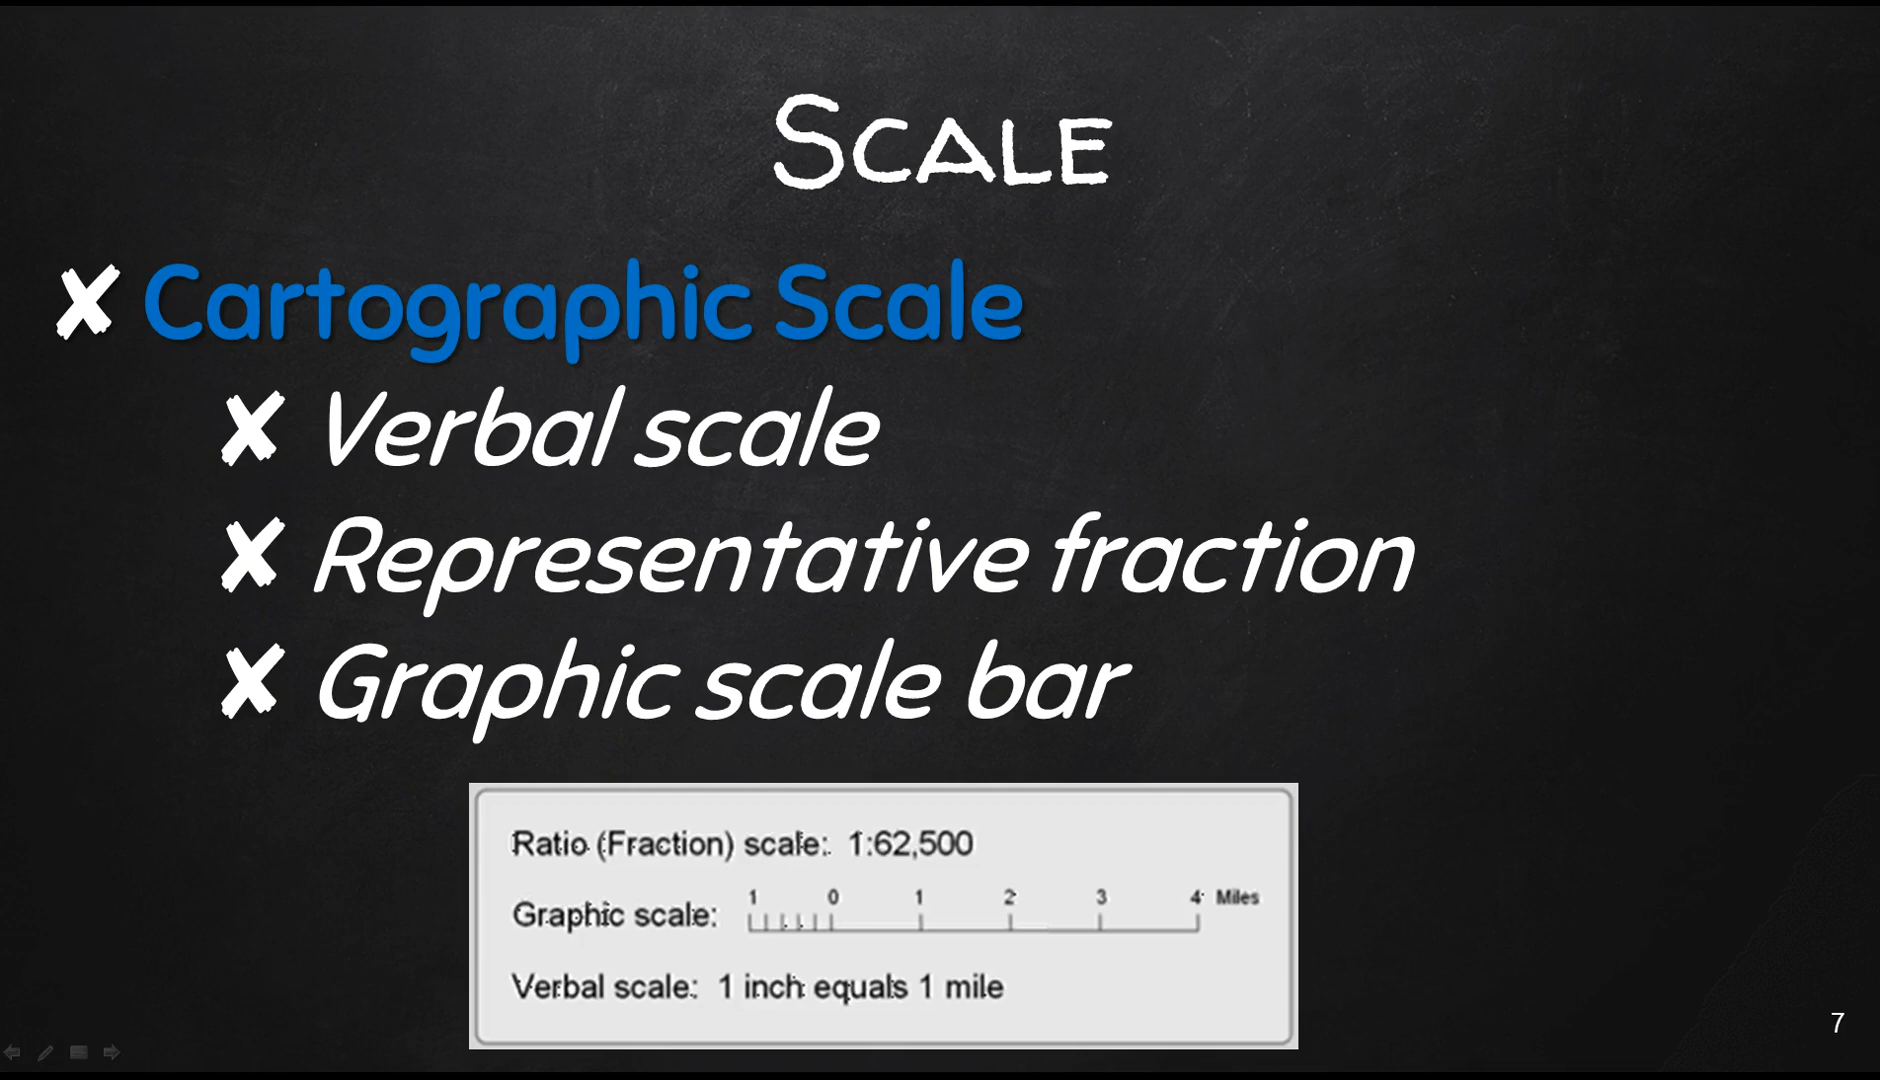 SCALE
✘ Cartographic Scale
✘ Verbal scale
✘ Representative fraction
✘ Graphic scale bar
Ratio (Fraction) scale: 1:62,500
1 0 1 2 3 4 Miles
Graphic scale:
Verbal scale: 1 inch equals 1 mile
7